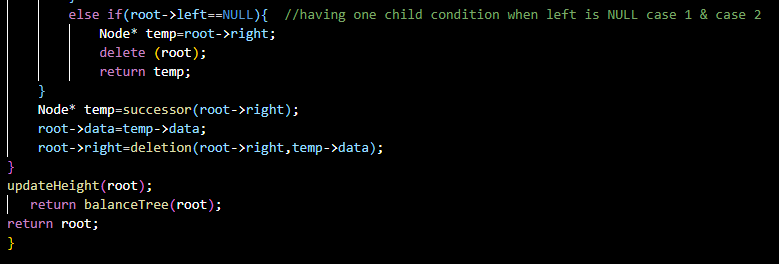 }
else if(root->left==NULL){ //having one child condition when left is NULL case 1 & case 2
Node* temp=root->right;
delete (root);
return temp;
}
Node* temp=successor(root->right);
root->data=temp->data;
root->right=deletion(root->right,temp->data);
}
updateHeight(root);
return balanceTree(root);
return root;
}